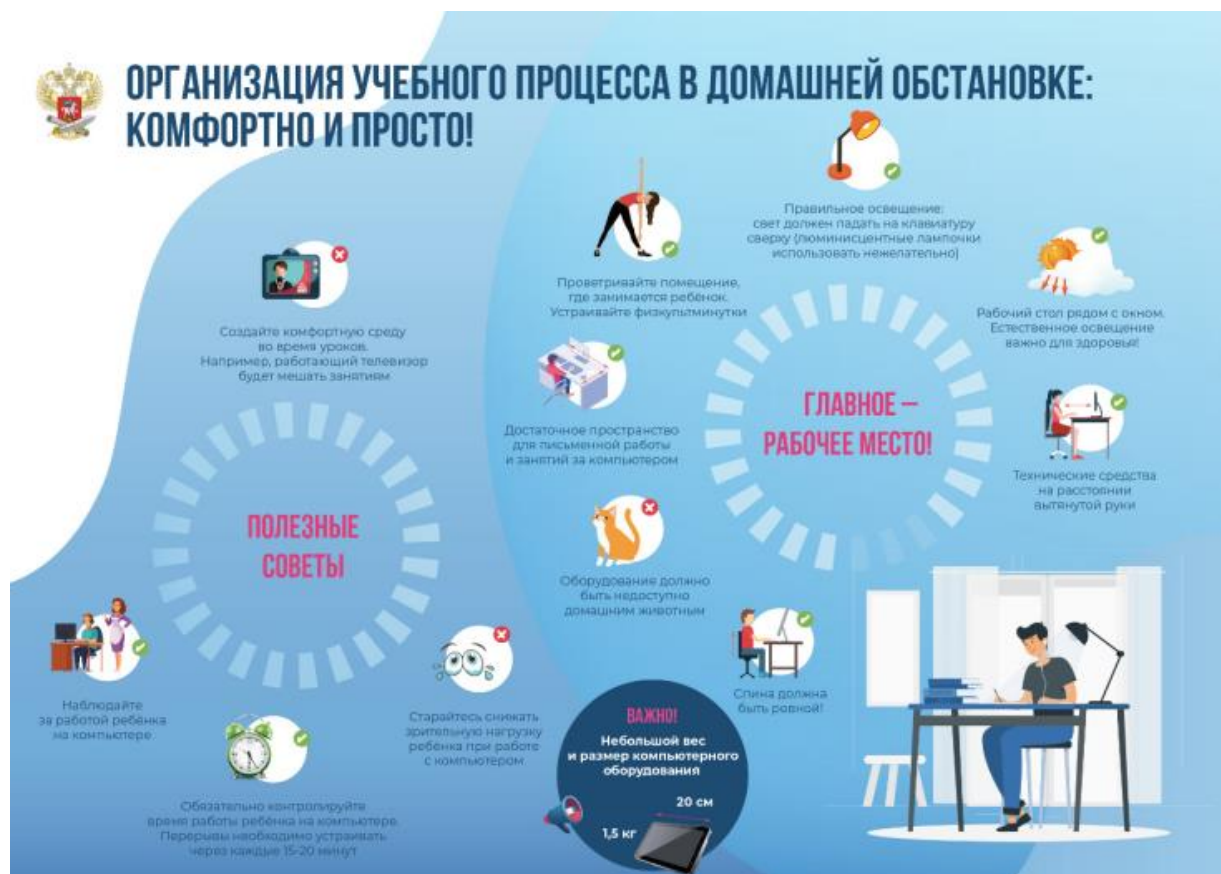 ОРГАНИЗАЦИЯ УЧЕБНОГО ПРОЦЕССА В ДОМАШНЕЙ ОБСТАНОВКЕ:
КОМФОРТНО И ПРОСТО!
Создайте комфортную среду
во время уроков.
Например, работающий телевизор
будет мешать занятиям
ПОЛЕЗНЫЕ
СОВЕТЫ
Наблюдайте
за работой ребёнка
на компьютере
Обязательно контролируйте
время работы ребёнка на компьютере.
Перерывы необходимо устраивать
через каждые 15-20 минут
Старайтесь снижать
зрительную нагрузку
ребёнка при работе
с компьютером
Проветривайте помещение,
где занимается ребёнок.
Устраивайте физкультминутки
Правильное освещение:
свет должен падать на клавиатуру
сверху (люминисцентные лампочки
использовать нежелательно)
Рабочий стол рядом с окном.
Естественное освещение
важно для здоровья!
Достаточное пространство
для письменной работы
и занятий за компьютером
ГЛАВНОЕ –
РАБОЧЕЕ МЕСТО!
Технические средства
на расстоянии
вытянутой руки
Оборудование должно
быть недоступно
домашним животным
Спина должна
быть ровной!
ВАЖНО!
Небольшой вес
и размер компьютерного
оборудования
20 см
1,5 кг